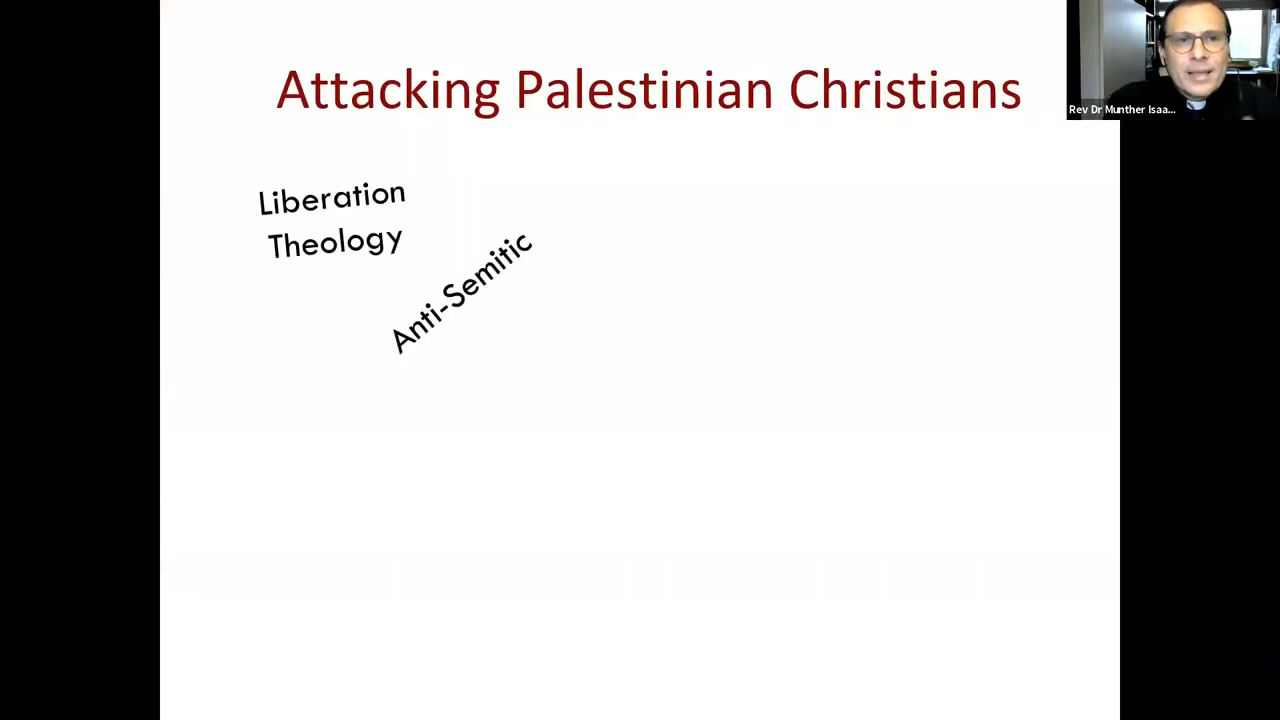 Attacking Palestinian Christians
Rev Dr Munther Isaa...
Liberation
Theology
Anti-Semitic